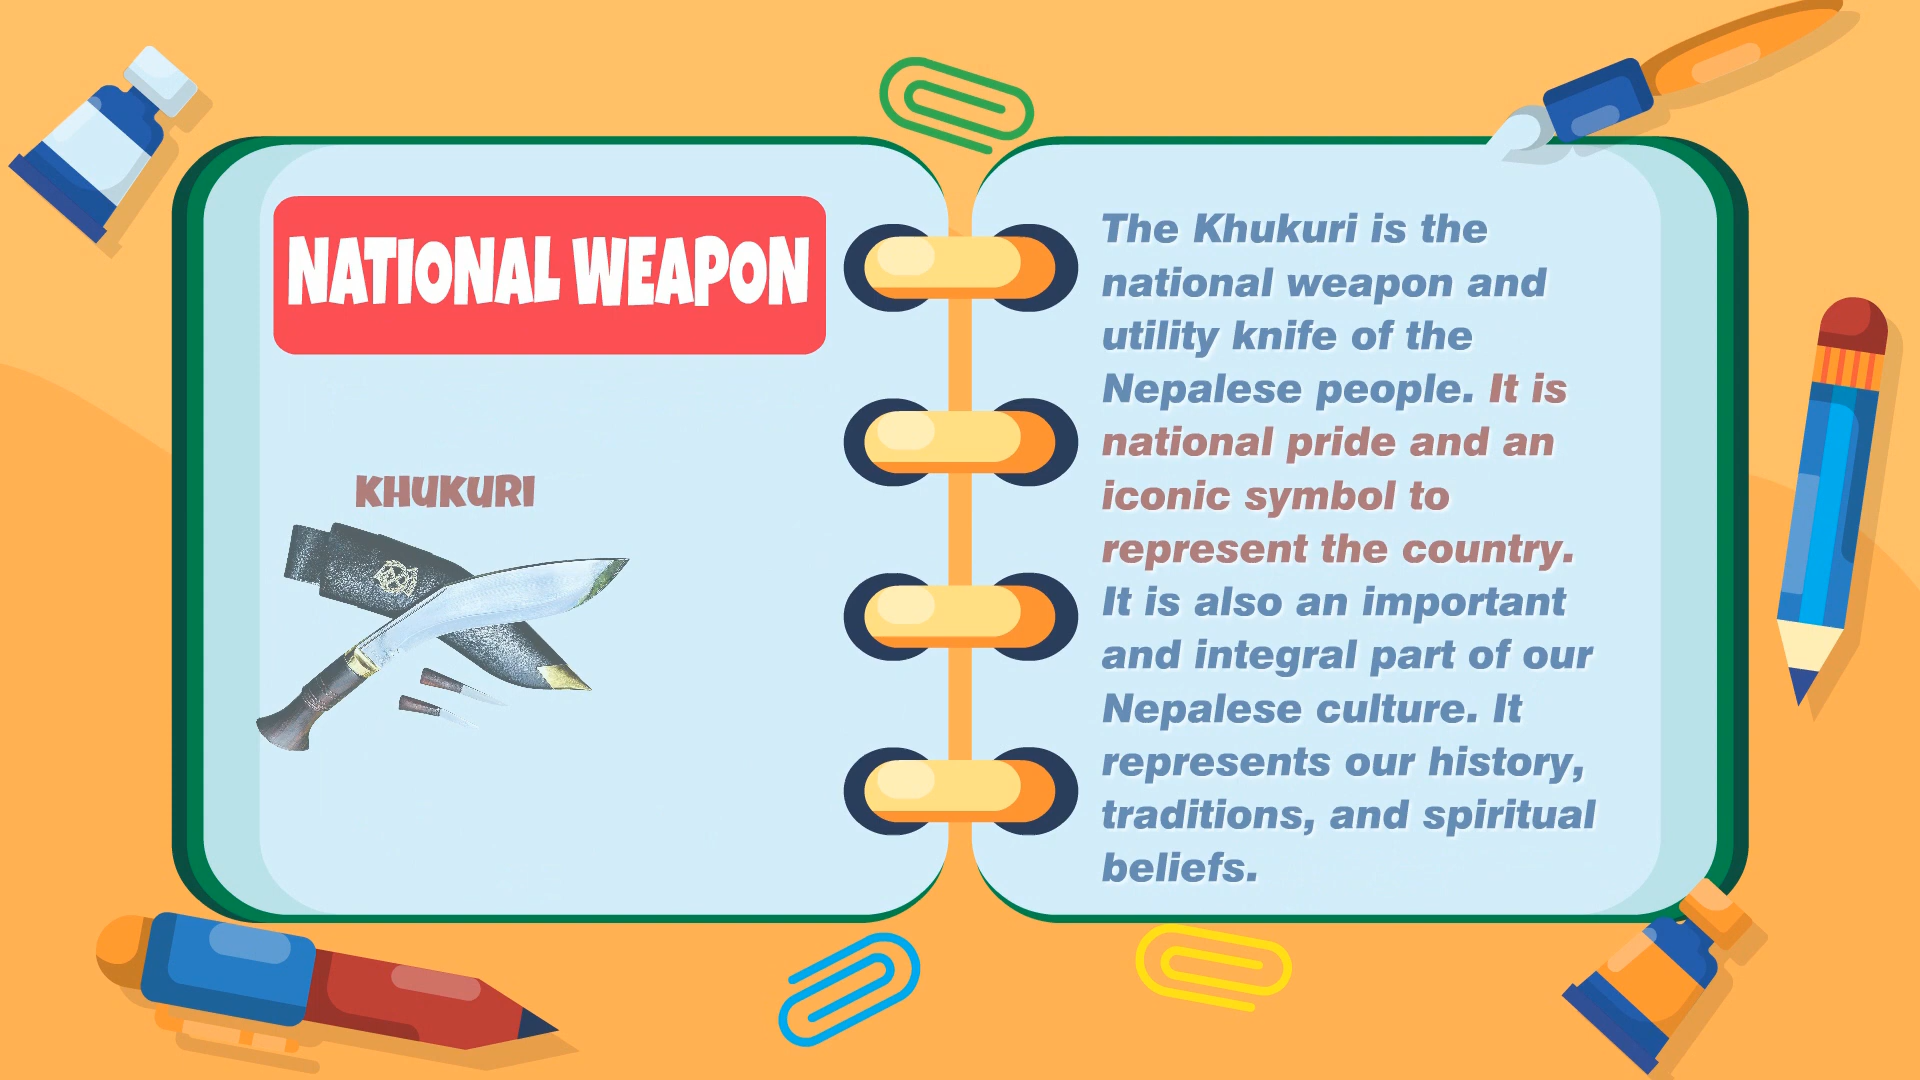 NATIONAL WEAPON
KHUKURI
The Khukuri is the
national weapon and
utility knife of the
Nepalese people. It is
national pride and an
iconic symbol to
represent the country.
It is also an important
and integral part of our
Nepalese culture. It
represents our history,
traditions, and spiritual
beliefs.